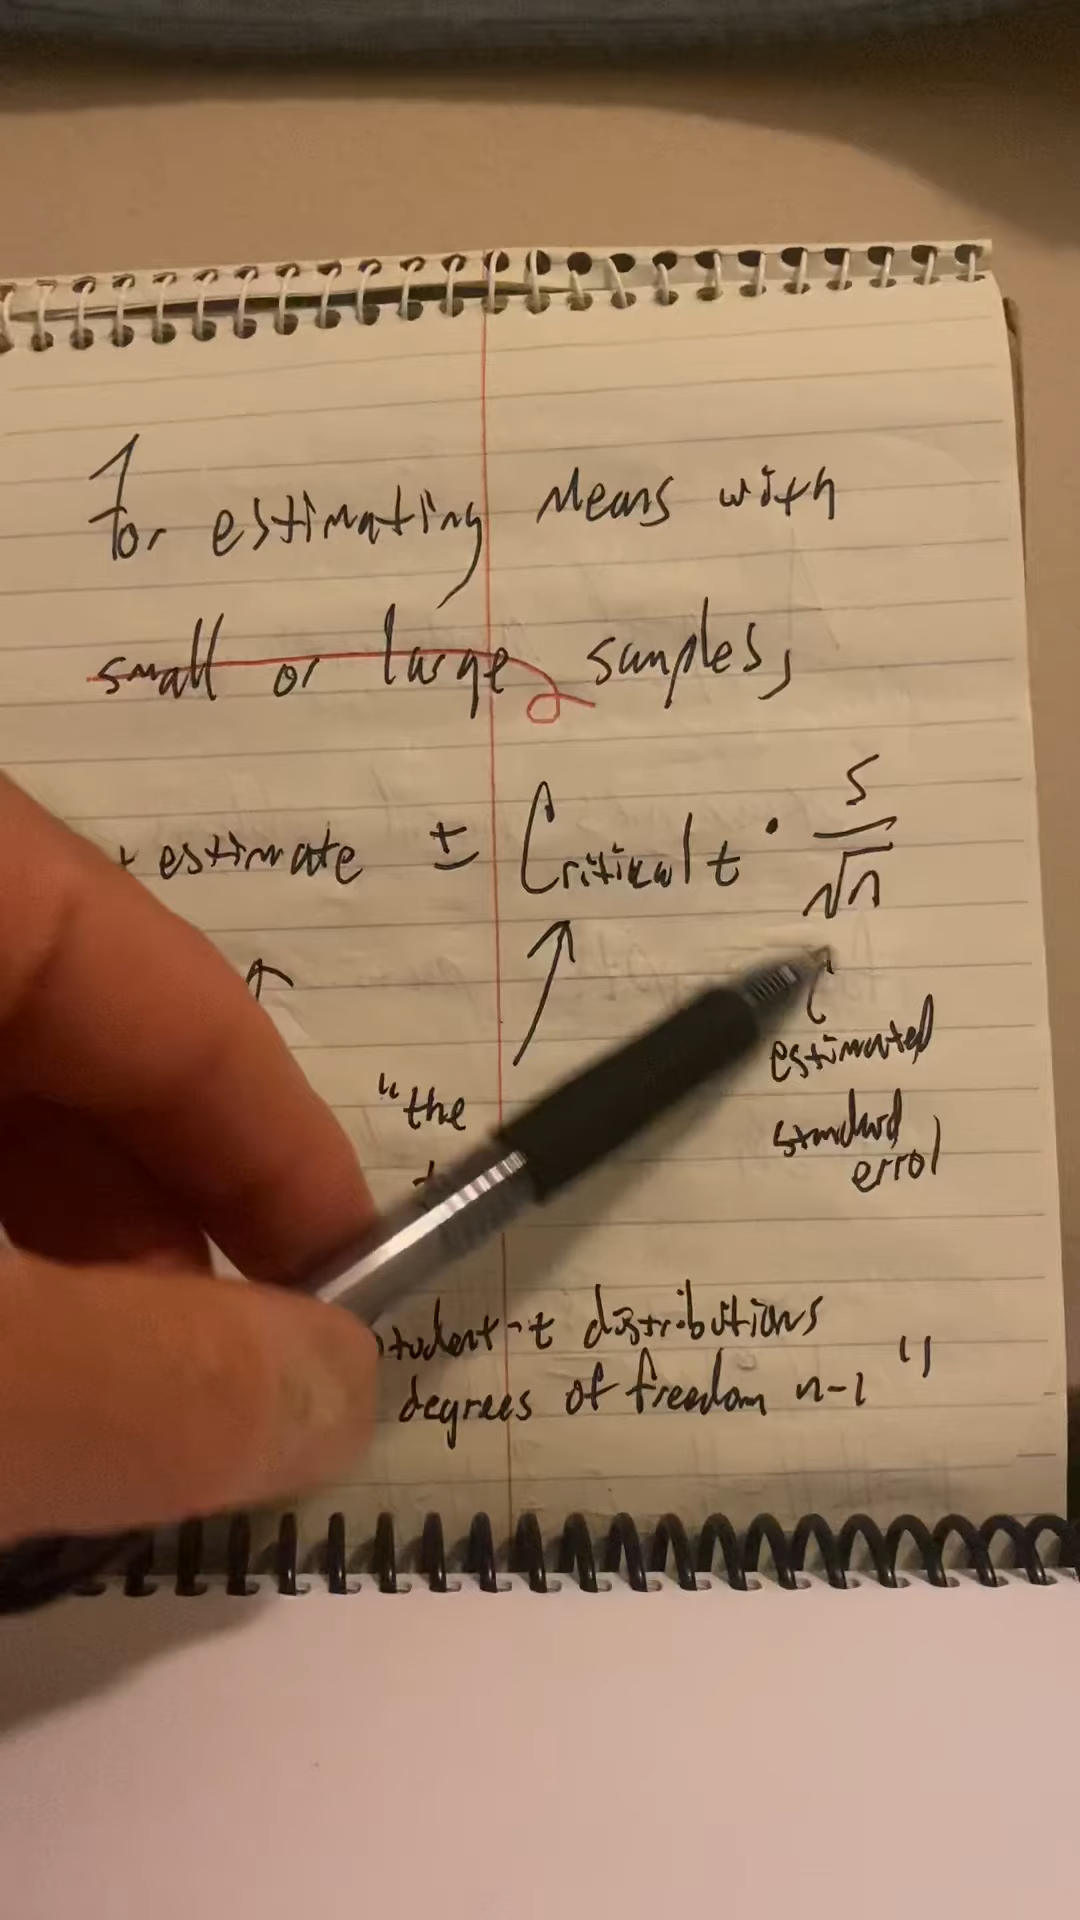 for estimating means with
small or large samples,
estimate ± Critical t · s/√n
"the
estimated
standard
error
student-t distributions
degrees of freedom n-1"